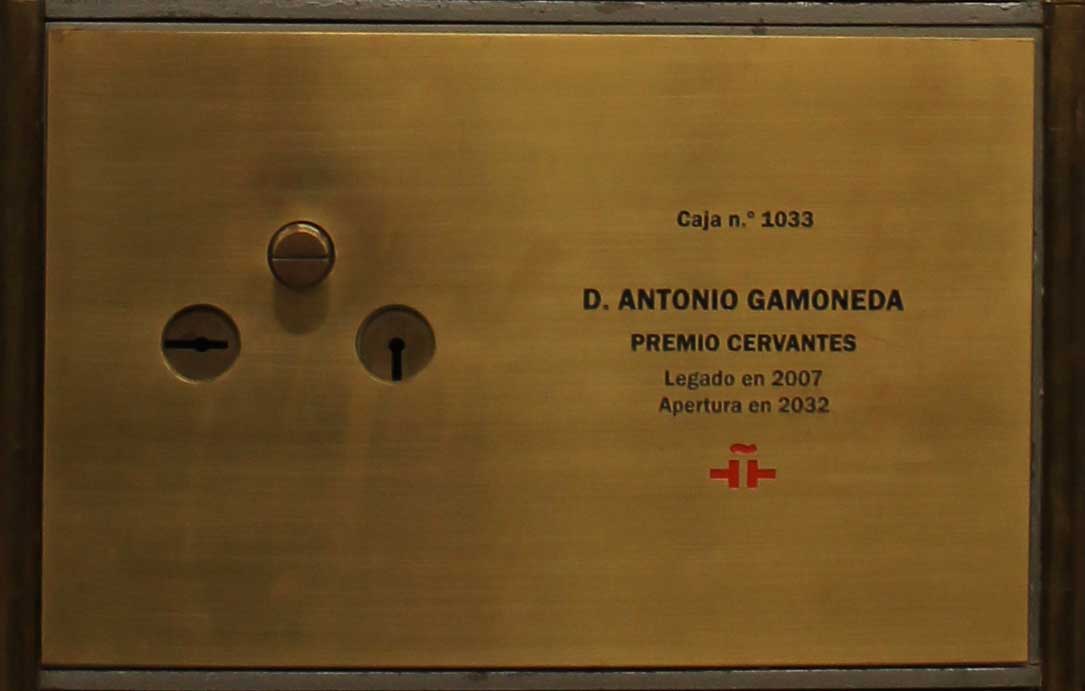 Caja n.º 1033
D. ANTONIO GAMONEDA
PREMIO CERVANTES
Legado en 2007
Apertura en 2032